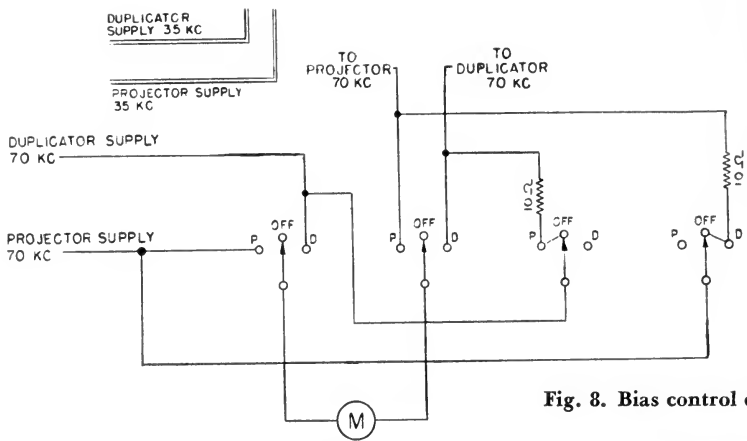 DUPLICATOR
SUPPLY 35 KC
PROJECTOR SUPPLY
35 KC
TO
PROJECTOR
70 KC
TO
DUPLICATOR
70 KC
DUPLICATOR SUPPLY
70 KC
PROJECTOR SUPPLY
70 KC
P
OFF
D
P
OFF
D
10 Ω
P
OFF
D
10 Ω
P
OFF
D
M
Fig. 8. Bias control c